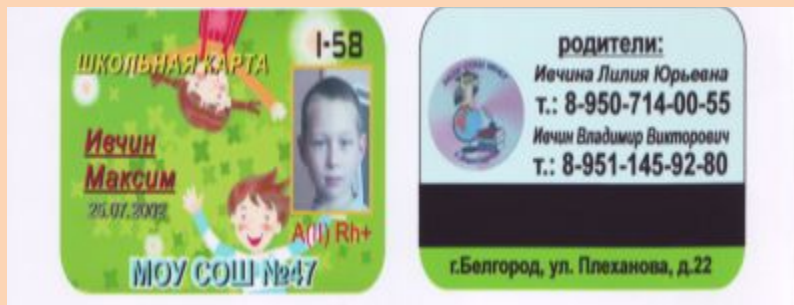 ШКОЛЬНАЯ КАРТА
I-58
Ивчин
Максим
25.07.2002
A(II) Rh+
МОУ СОШ №47
родители:
Ивчина Лилия Юрьевна
т.: 8-950-714-00-55
Ивчин Владимир Викторович
т.: 8-951-145-92-80
г.Белгород, ул. Плеханова, д.22